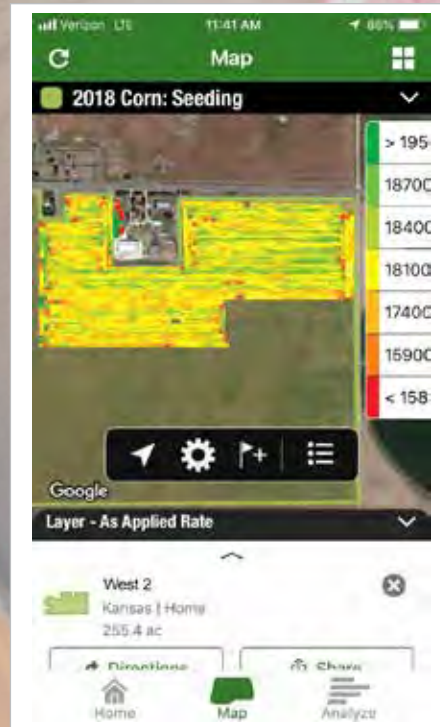 Verizon LTE 11:41 AM 86%
Map
2018 Corn: Seeding
> 195
18700
18400
18100
17400
15900
< 158
Google
Layer - As Applied Rate
West 2
Kansas | Home
255.4 ac
Directions Share
Home Map Analyze